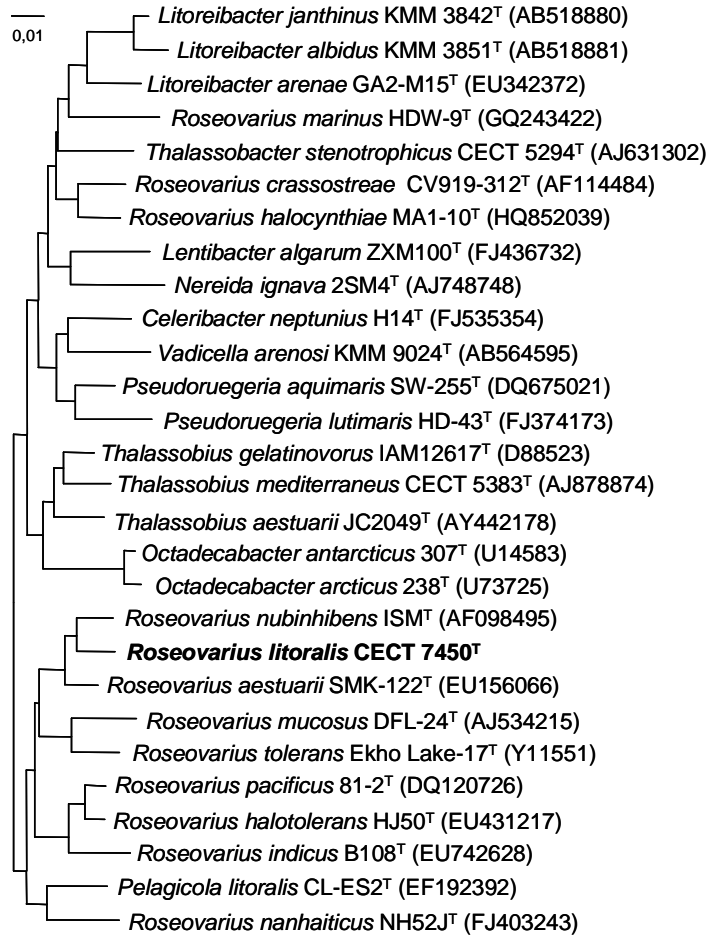 0,01
Litoreibacter janthinus KMM 3842ᵀ (AB518880)
Litoreibacter albidus KMM 3851ᵀ (AB518881)
Litoreibacter arenae GA2-M15ᵀ (EU342372)
Roseovarius marinus HDW-9ᵀ (GQ243422)
Thalassobacter stenotrophicus CECT 5294ᵀ (AJ631302)
Roseovarius crassostreae CV919-312ᵀ (AF114484)
Roseovarius halocynthiae MA1-10ᵀ (HQ852039)
Lentibacter algarum ZXM100ᵀ (FJ436732)
Nereida ignava 2SM4ᵀ (AJ748748)
Celeribacter neptunius H14ᵀ (FJ535354)
Vadicella arenosi KMM 9024ᵀ (AB564595)
Pseudoruegeria aquimaris SW-255ᵀ (DQ675021)
Pseudoruegeria lutimaris HD-43ᵀ (FJ374173)
Thalassobius gelatinovorus IAM12617ᵀ (D88523)
Thalassobius mediterraneus CECT 5383ᵀ (AJ878874)
Thalassobius aestuarii JC2049ᵀ (AY442178)
Octadecabacter antarcticus 307ᵀ (U14583)
Octadecabacter arcticus 238ᵀ (U73725)
Roseovarius nubinhibens ISMᵀ (AF098495)
Roseovarius litoralis CECT 7450ᵀ
Roseovarius aestuarii SMK-122ᵀ (EU156066)
Roseovarius mucosus DFL-24ᵀ (AJ534215)
Roseovarius tolerans Ekho Lake-17ᵀ (Y11551)
Roseovarius pacificus 81-2ᵀ (DQ120726)
Roseovarius halotolerans HJ50ᵀ (EU431217)
Roseovarius indicus B108ᵀ (EU742628)
Pelagicola litoralis CL-ES2ᵀ (EF192392)
Roseovarius nanhaiticus NH52Jᵀ (FJ403243)